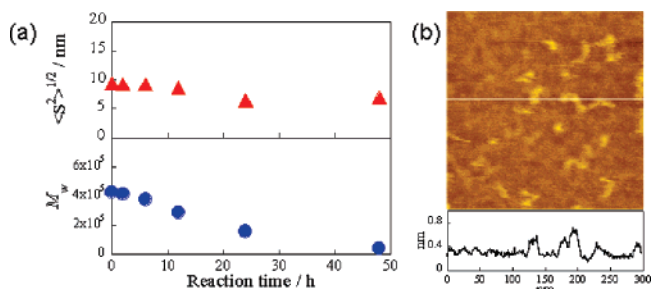 (a)
20
15
10
5
0
<S²>^1/2 / nm
6x10⁵
4x10⁵
2x10⁵
0
M_w
0 10 20 30 40 50
Reaction time / h
(b)
0.8
0.4
0
nm
0 50 100 150 200 250 300